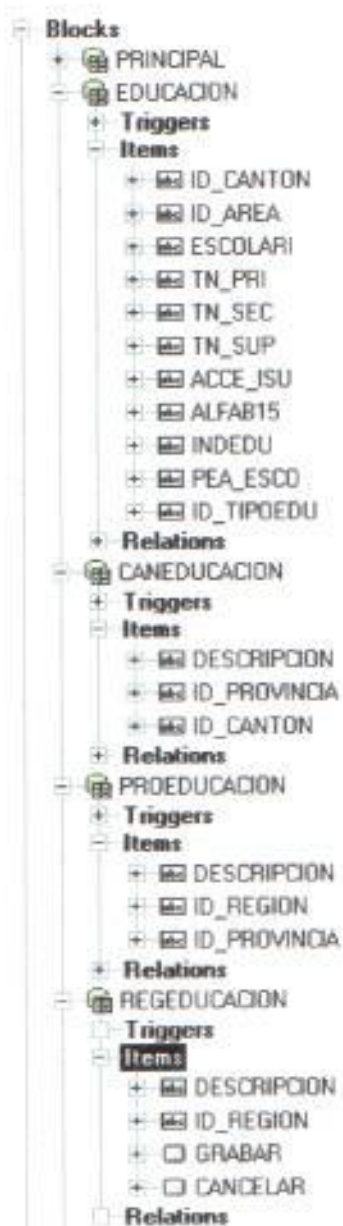 Blocks
PRINCIPAL
EDUCACION
Triggers
Items
ID_CANTON
ID_AREA
ESCOLARI
TN_PRI
TN_SEC
TN_SUP
ACCE_ISU
ALFAB15
INDEDU
PEA_ESCO
ID_TIPOEDU
Relations
CANEDUCACION
Triggers
Items
DESCRIPCION
ID_PROVINCIA
ID_CANTON
Relations
PROEDUCACION
Triggers
Items
DESCRIPCION
ID_REGION
ID_PROVINCIA
Relations
REGEDUCACION
Triggers
Items
DESCRIPCION
ID_REGION
GRABAR
CANCELAR
Relations